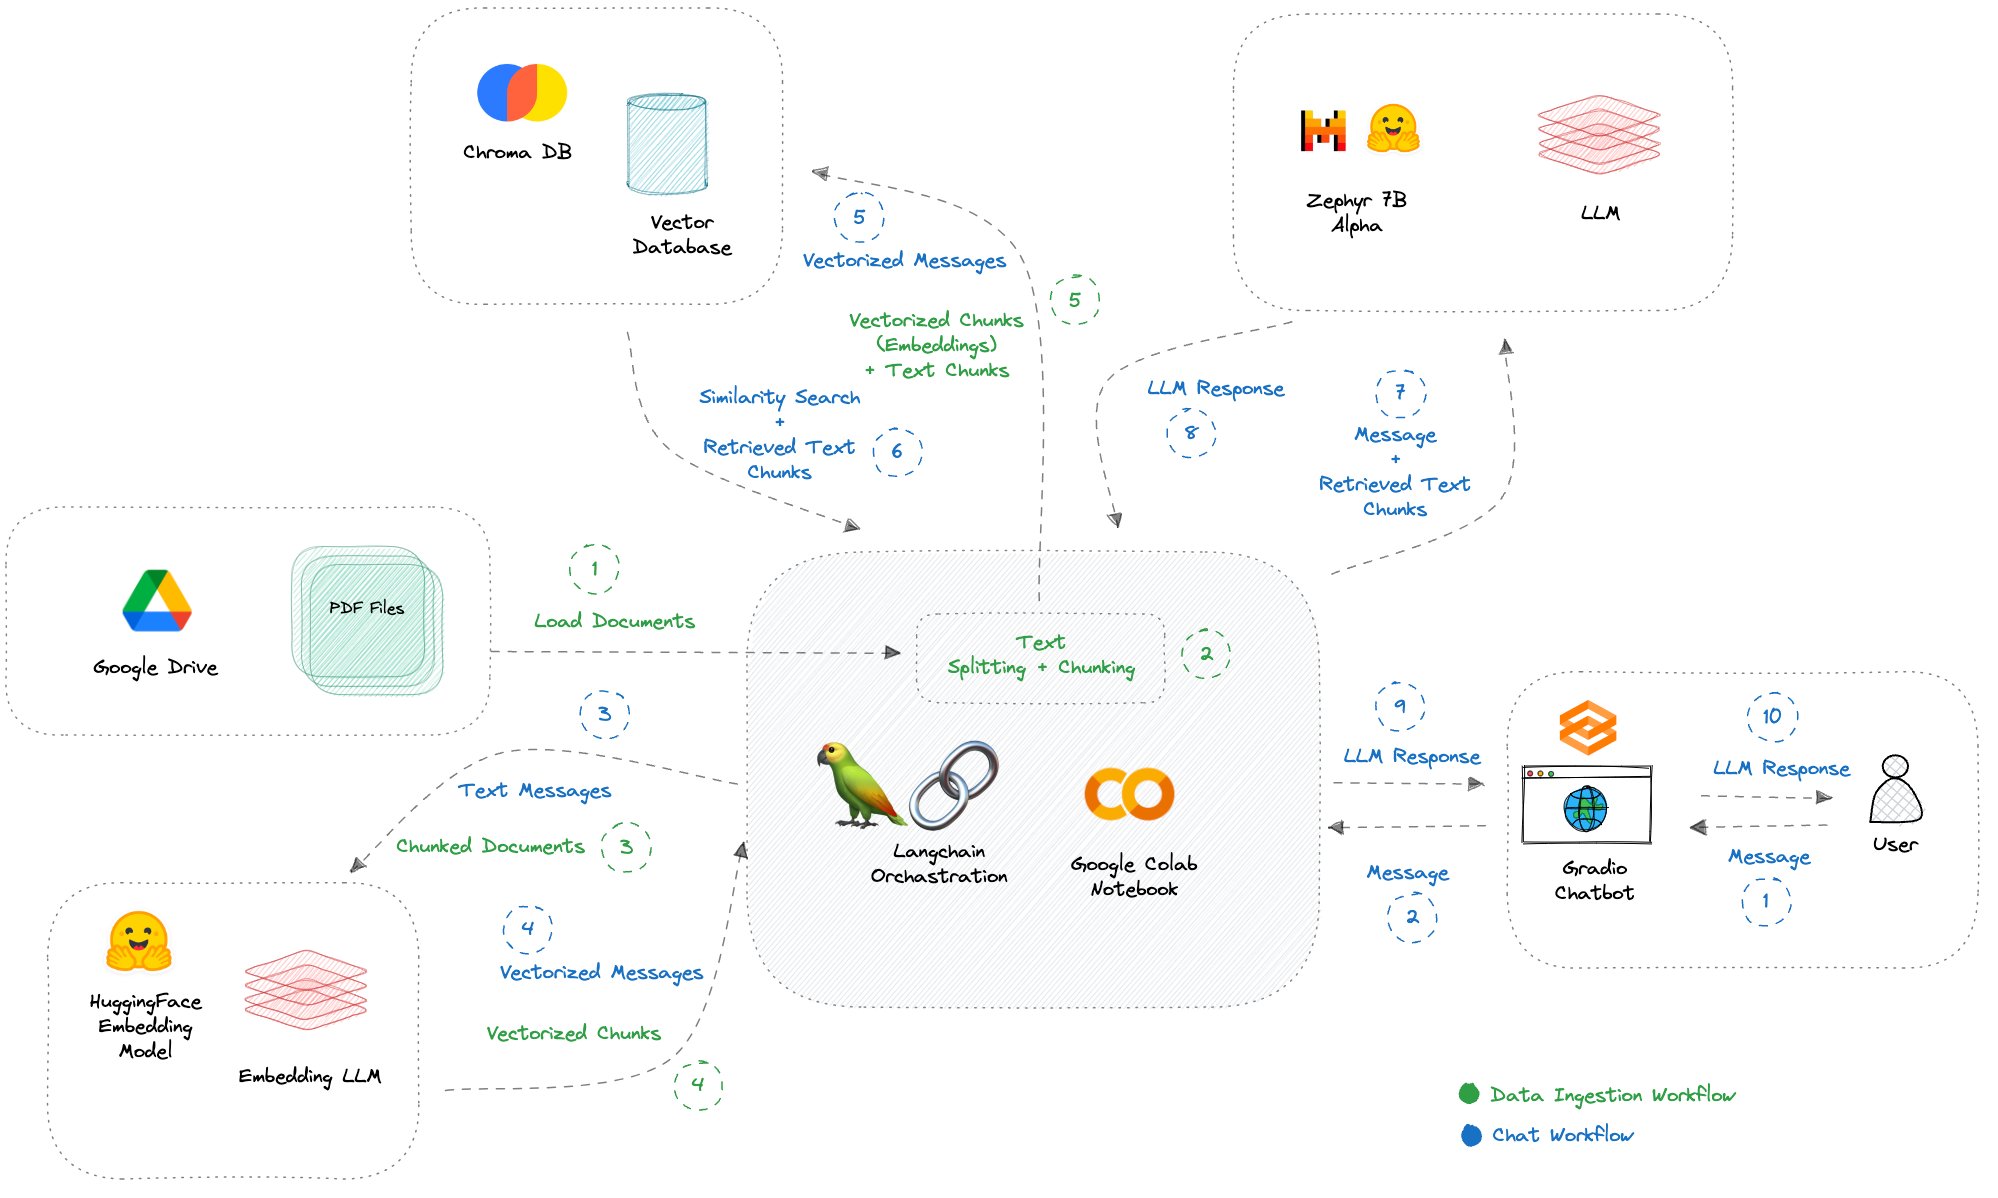 Chroma DB
Vector
Database
Zephyr 7B
Alpha
LLM
5
Vectorized Messages
5
Vectorized Chunks
(Embeddings)
+ Text Chunks
Similarity Search
+
Retrieved Text
Chunks
6
LLM Response
8
7
Message
+
Retrieved Text
Chunks
Google Drive
PDF Files
1
Load Documents
Text
Splitting + Chunking
2
3
Text Messages
Chunked Documents
3
Langchain
Orchastration
Google Colab
Notebook
9
LLM Response
Message
2
Gradio
Chatbot
10
LLM Response
Message
1
User
HuggingFace
Embedding
Model
Embedding LLM
4
Vectorized Messages
Vectorized Chunks
4
Data Ingestion Workflow
Chat Workflow